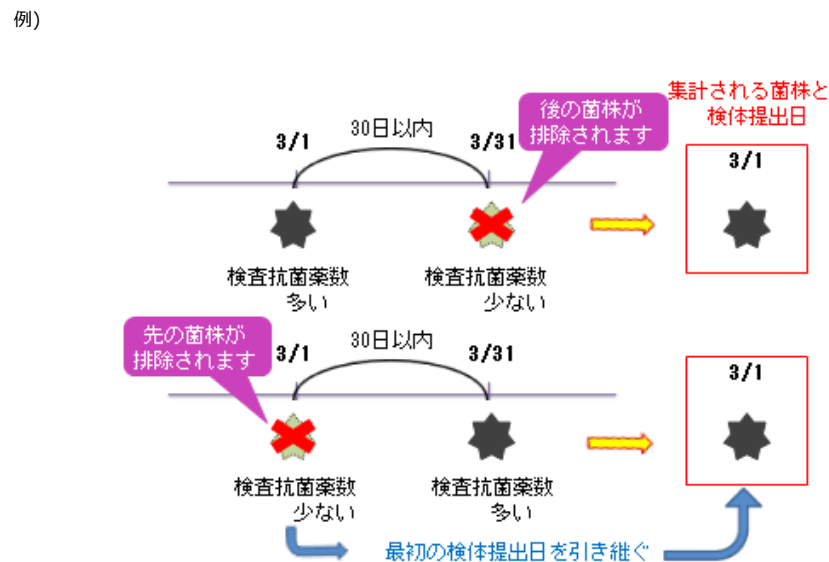 例)
集計される菌株と
検体提出日
後の菌株が
排除されます
3/1
30日以内
3/31
3/1
検査抗菌薬数
多い
検査抗菌薬数
少ない
先の菌株が
排除されます
3/1
30日以内
3/31
3/1
検査抗菌薬数
少ない
検査抗菌薬数
多い
最初の検体提出日を引き継ぐ